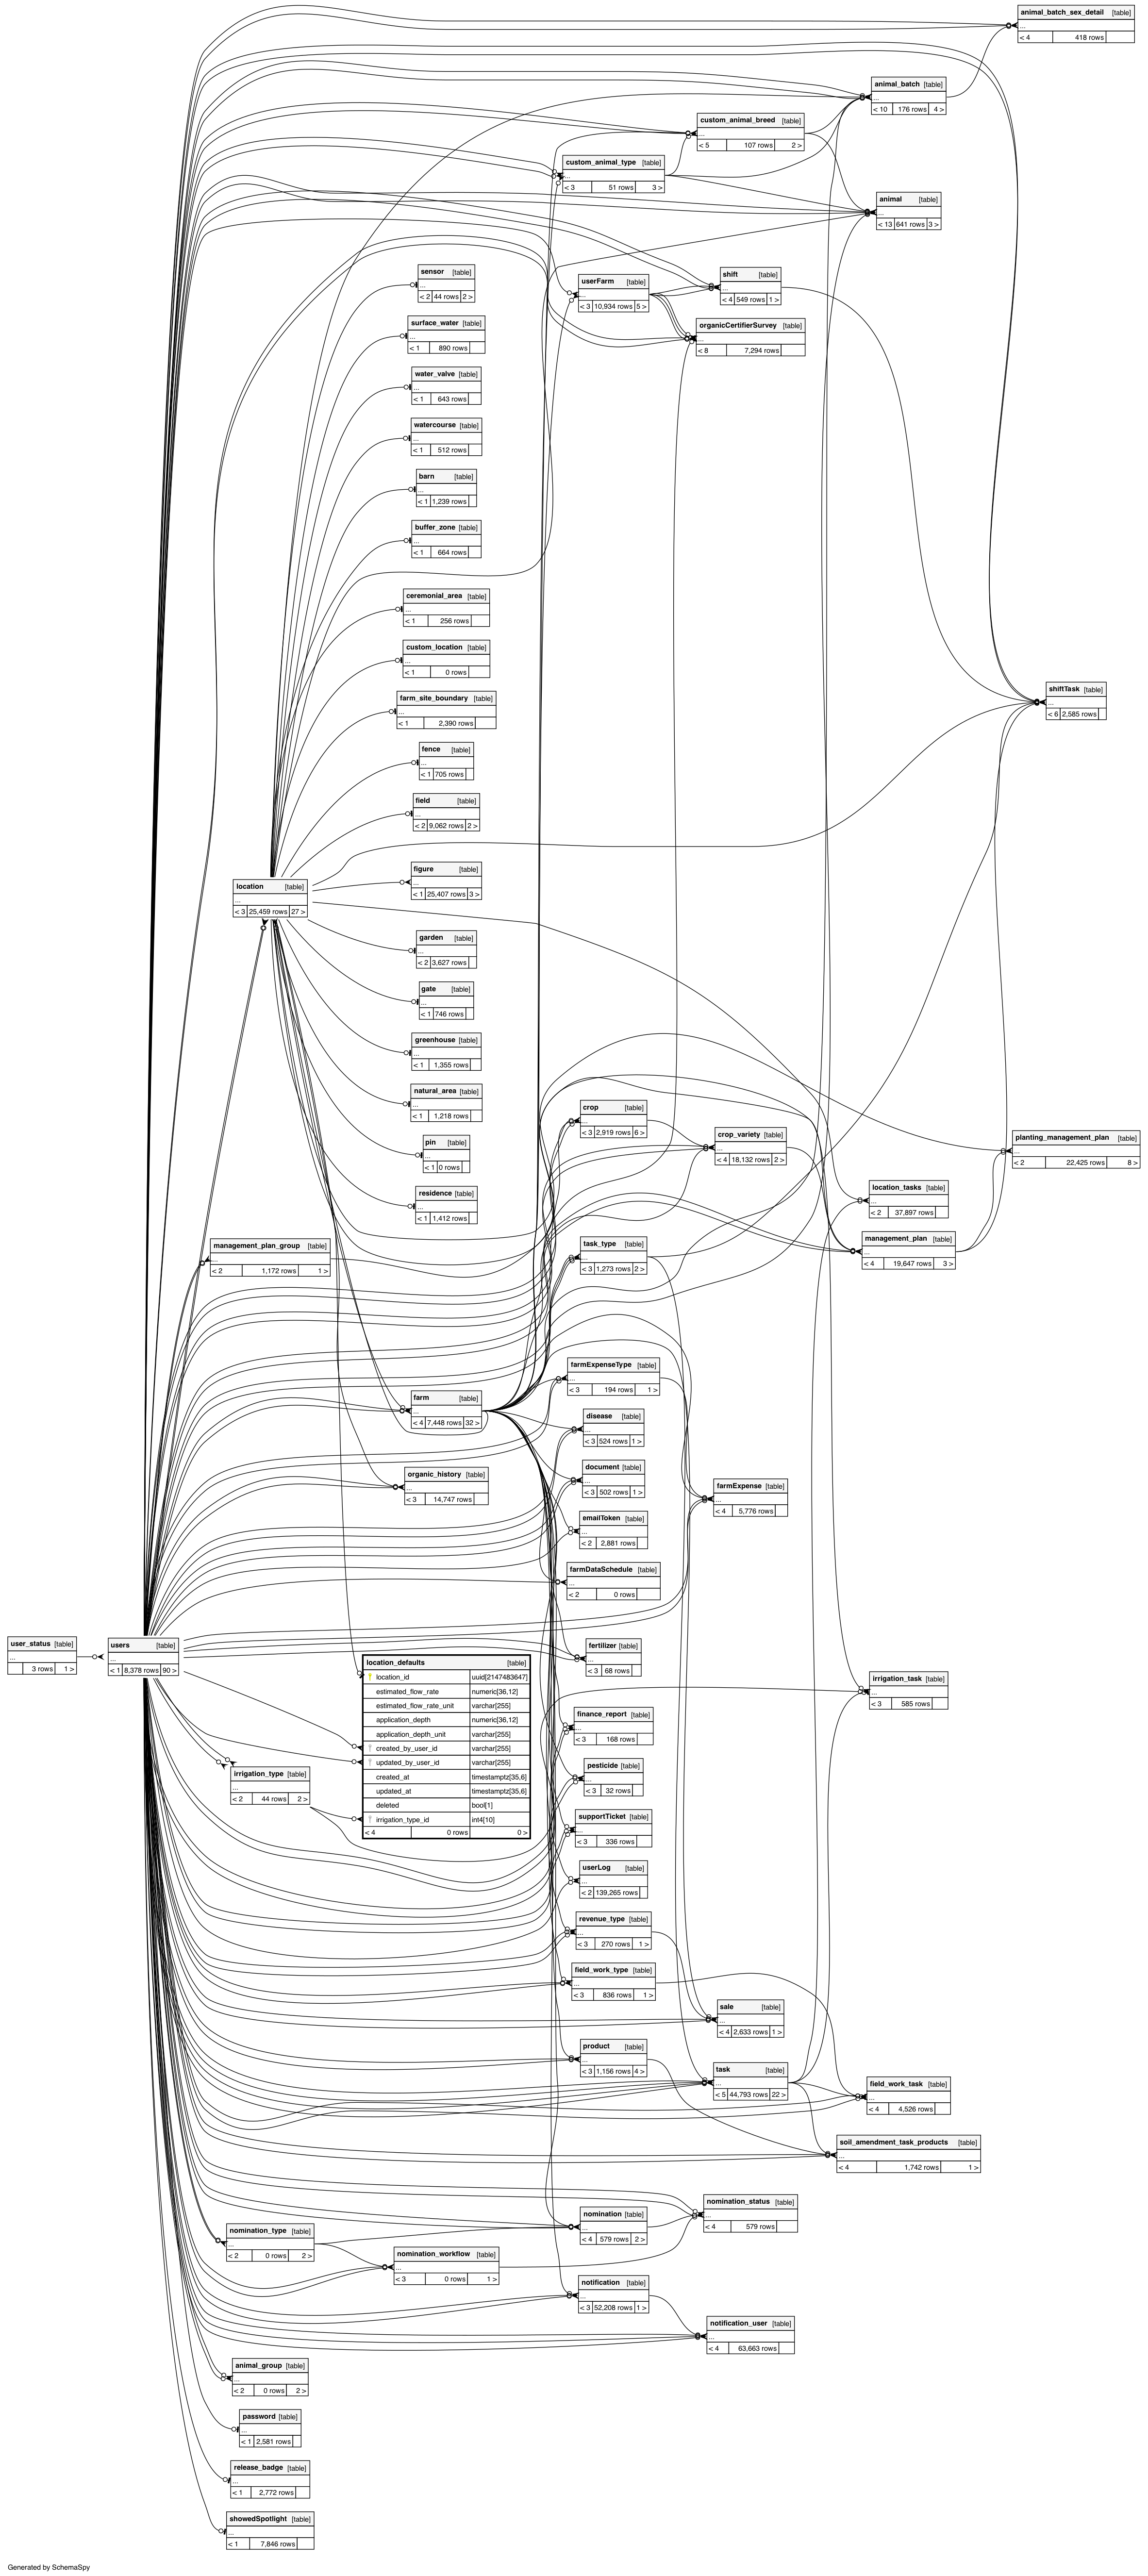 animal_batch_sex_detail [table]
...
< 4 418 rows
animal_batch [table]
...
< 10 176 rows 4 >
custom_animal_breed [table]
...
< 5 107 rows 2 >
custom_animal_type [table]
...
< 3 51 rows 3 >
animal [table]
...
< 13 641 rows 3 >
sensor [table]
...
< 2 44 rows 2 >
userFarm [table]
...
< 3 10,934 rows 5 >
shift [table]
...
< 4 549 rows 1 >
surface_water [table]
...
< 1 890 rows
organicCertifierSurvey [table]
...
< 8 7,294 rows
water_valve [table]
...
< 1 643 rows
watercourse [table]
...
< 1 512 rows
barn [table]
...
< 1 1,239 rows
buffer_zone [table]
...
< 1 664 rows
ceremonial_area [table]
...
< 1 256 rows
custom_location [table]
...
< 1 0 rows
farm_site_boundary [table]
...
< 1 2,390 rows
shiftTask [table]
...
< 6 2,585 rows
fence [table]
...
< 1 705 rows
field [table]
...
< 2 9,062 rows 2 >
figure [table]
...
< 1 25,407 rows 3 >
location [table]
...
< 3 25,459 rows 27 >
garden [table]
...
< 2 3,627 rows
gate [table]
...
< 1 746 rows
greenhouse [table]
...
< 1 1,355 rows
natural_area [table]
...
< 1 1,218 rows
crop [table]
...
< 3 2,919 rows 6 >
crop_variety [table]
...
< 4 18,132 rows 2 >
pin [table]
...
< 1 0 rows
planting_management_plan [table]
...
< 2 22,425 rows 8 >
residence [table]
...
< 1 1,412 rows
location_tasks [table]
...
< 2 37,897 rows
management_plan_group [table]
...
< 2 1,172 rows 1 >
task_type [table]
...
< 3 1,273 rows 2 >
management_plan [table]
...
< 4 19,647 rows 3 >
farmExpenseType [table]
...
< 3 194 rows 1 >
farm [table]
...
< 4 7,448 rows 32 >
disease [table]
...
< 3 524 rows 1 >
organic_history [table]
...
< 3 14,747 rows
document [table]
...
< 3 502 rows 1 >
farmExpense [table]
...
< 4 5,776 rows
emailToken [table]
...
< 2 2,881 rows
farmDataSchedule [table]
...
< 2 0 rows
user_status [table]
...
3 rows 1 >
users [table]
...
< 1 8,378 rows 90 >
fertilizer [table]
...
< 3 68 rows
location_defaults [table]
location_id uuid[2147483647]
estimated_flow_rate numeric[36,12]
estimated_flow_rate_unit varchar[255]
application_depth numeric[36,12]
application_depth_unit varchar[255]
created_by_user_id varchar[255]
updated_by_user_id varchar[255]
created_at timestamptz[35,6]
updated_at timestamptz[35,6]
deleted bool[1]
irrigation_type_id int4[10]
< 4 0 rows 0 >
irrigation_task [table]
...
< 3 585 rows
finance_report [table]
...
< 3 168 rows
irrigation_type [table]
...
< 2 44 rows 2 >
pesticide [table]
...
< 3 32 rows
supportTicket [table]
...
< 3 336 rows
userLog [table]
...
< 2 139,265 rows
revenue_type [table]
...
< 3 270 rows 1 >
field_work_type [table]
...
< 3 836 rows 1 >
sale [table]
...
< 4 2,633 rows 1 >
product [table]
...
< 3 1,156 rows 4 >
task [table]
...
< 5 44,793 rows 22 >
field_work_task [table]
...
< 4 4,526 rows
soil_amendment_task_products [table]
...
< 4 1,742 rows 1 >
nomination_status [table]
...
< 4 579 rows
nomination [table]
...
< 4 579 rows 2 >
nomination_type [table]
...
< 2 0 rows 2 >
nomination_workflow [table]
...
< 3 0 rows 1 >
notification [table]
...
< 3 52,208 rows 1 >
notification_user [table]
...
< 4 63,663 rows
animal_group [table]
...
< 2 0 rows 2 >
password [table]
...
< 1 2,581 rows
release_badge [table]
...
< 1 2,772 rows
showedSpotlight [table]
...
< 1 7,846 rows
Generated by SchemaSpy